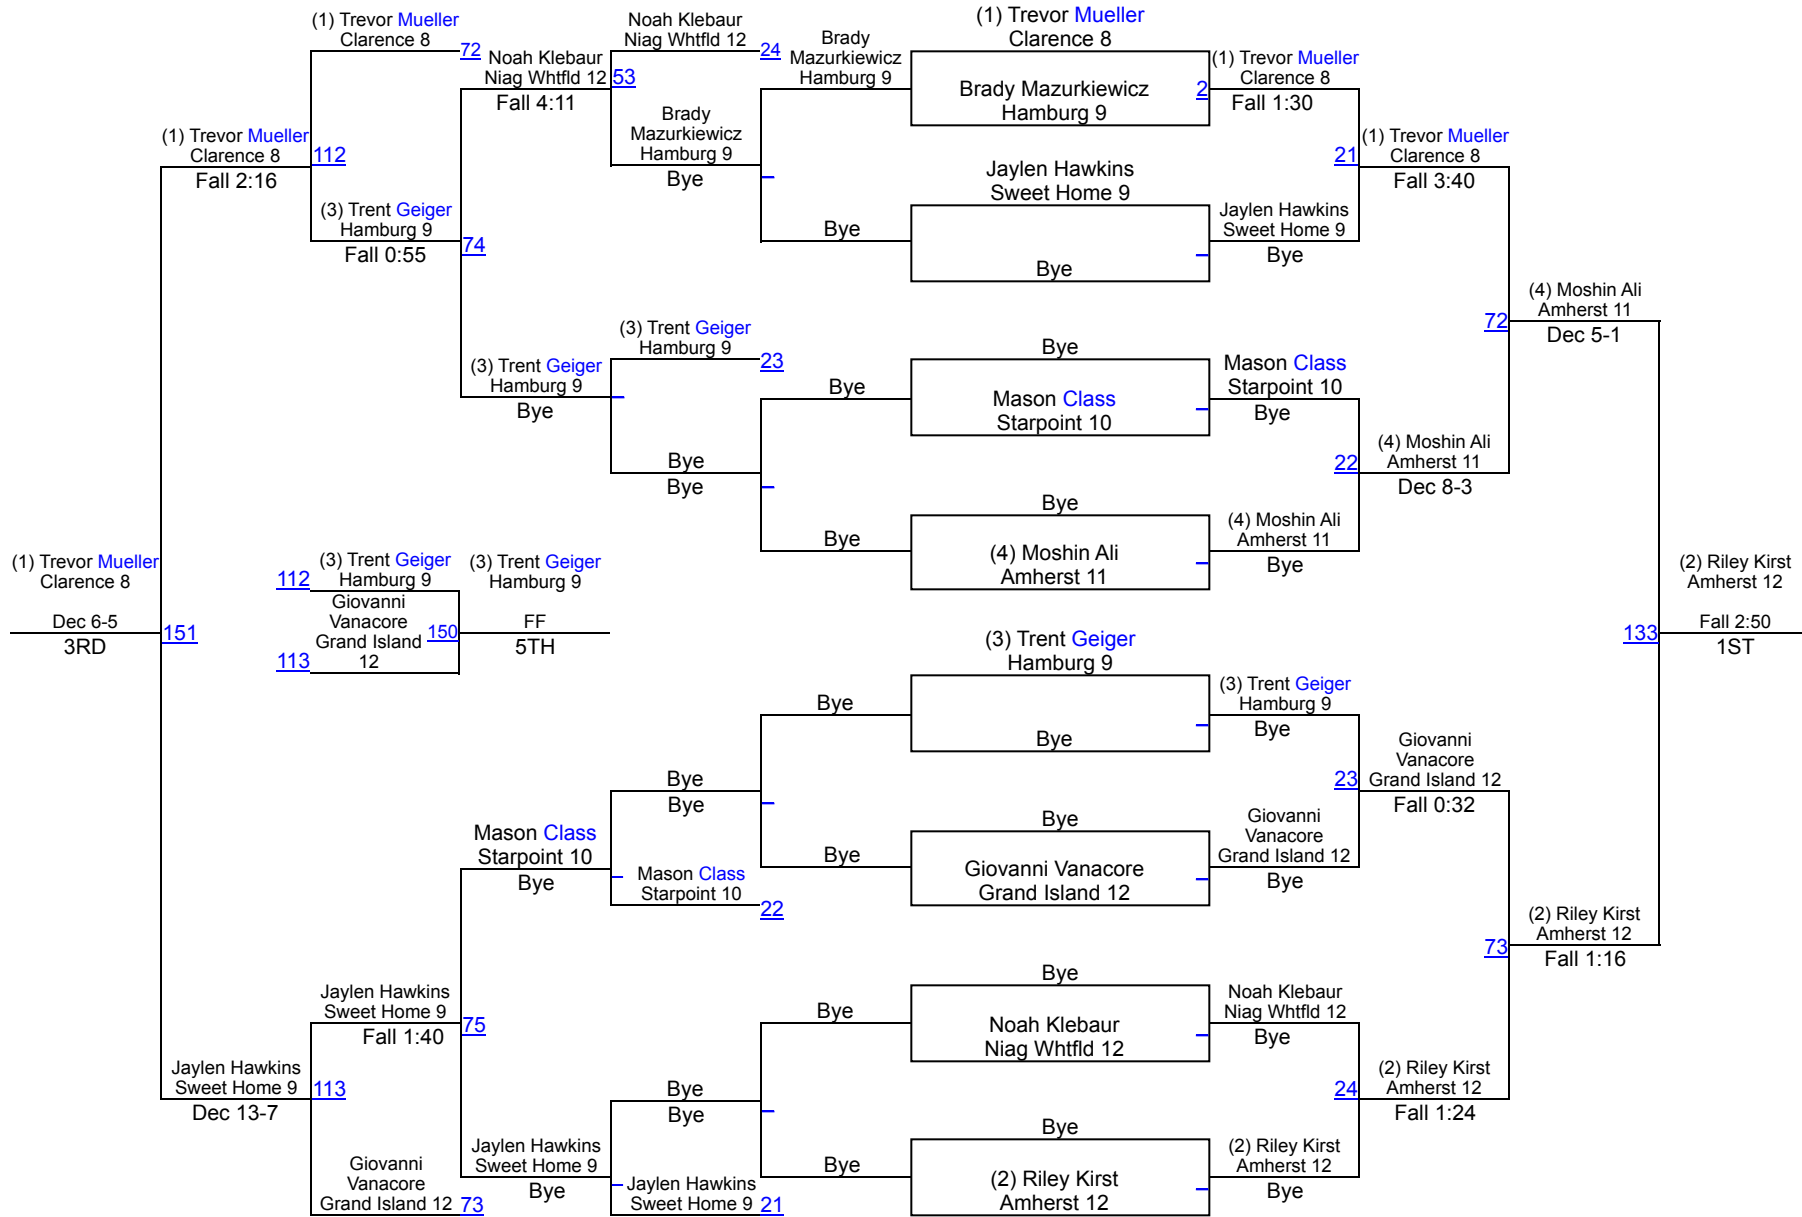 (1) Trevor Mueller
Clarence 8
72
Noah Klebaur
Niag Whtfld 12
Fall 4:11
Noah Klebaur
Niag Whtfld 12
24
53
Brady
Mazurkiewicz
Hamburg 9
Bye
Brady
Mazurkiewicz
Hamburg 9
(1) Trevor Mueller
Clarence 8
Brady Mazurkiewicz
Hamburg 9
2
(1) Trevor Mueller
Clarence 8
Fall 1:30
(1) Trevor Mueller
Clarence 8
Fall 2:16
112
21
(1) Trevor Mueller
Clarence 8
Fall 3:40
(3) Trent Geiger
Hamburg 9
Fall 0:55
74
Bye
Jaylen Hawkins
Sweet Home 9
Bye
Jaylen Hawkins
Sweet Home 9
Bye
(3) Trent Geiger
Hamburg 9
Bye
(3) Trent Geiger
Hamburg 9
23
Bye
Bye
Mason Class
Starpoint 10
Mason Class
Starpoint 10
Bye
72
(4) Moshin Ali
Amherst 11
Dec 5-1
Bye
Bye
22
(4) Moshin Ali
Amherst 11
Dec 8-3
Bye
Bye
(4) Moshin Ali
Amherst 11
(4) Moshin Ali
Amherst 11
Bye
(1) Trevor Mueller
Clarence 8
Dec 6-5
3RD
151
112
(3) Trent Geiger
Hamburg 9
Giovanni
Vanacore
Grand Island
12
113
150
(3) Trent Geiger
Hamburg 9
FF
5TH
133
(2) Riley Kirst
Amherst 12
Fall 2:50
1ST
Bye
(3) Trent Geiger
Hamburg 9
Bye
(3) Trent Geiger
Hamburg 9
Bye
Bye
Bye
23
Giovanni
Vanacore
Grand Island 12
Fall 0:32
Mason Class
Starpoint 10
Bye
Mason Class
Starpoint 10
22
Bye
Bye
Giovanni Vanacore
Grand Island 12
Giovanni
Vanacore
Grand Island 12
Bye
73
(2) Riley Kirst
Amherst 12
Fall 1:16
Jaylen Hawkins
Sweet Home 9
Fall 1:40
75
Bye
Bye
Noah Klebaur
Niag Whtfld 12
Noah Klebaur
Niag Whtfld 12
Bye
Jaylen Hawkins
Sweet Home 9
Dec 13-7
113
Bye
Bye
24
(2) Riley Kirst
Amherst 12
Fall 1:24
Giovanni
Vanacore
Grand Island 12
73
Jaylen Hawkins
Sweet Home 9
Bye
Jaylen Hawkins
Sweet Home 9
21
Bye
Bye
(2) Riley Kirst
Amherst 12
(2) Riley Kirst
Amherst 12
Bye